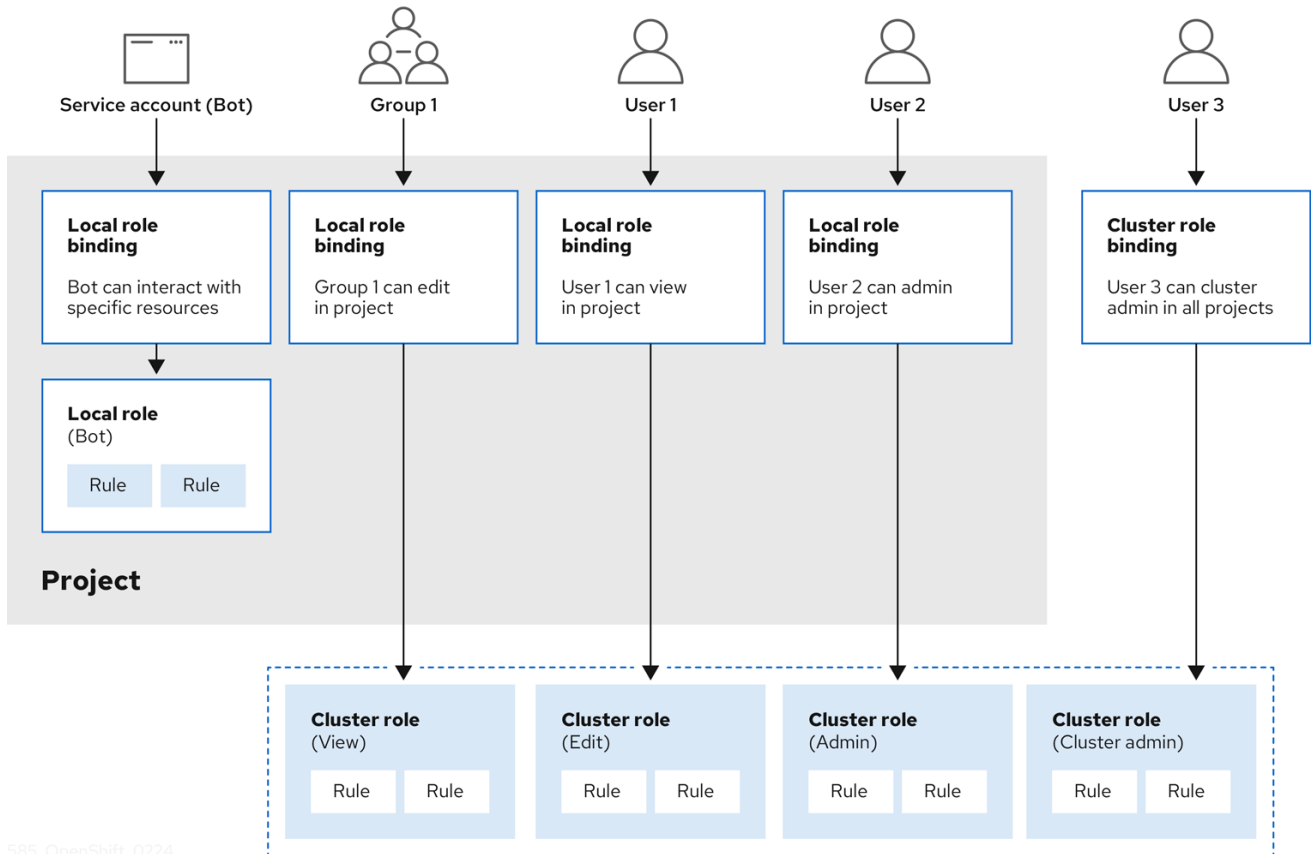 Service account (Bot)
Group 1
User 1
User 2
User 3
Local role
binding
Bot can interact with
specific resources
Local role
binding
Group 1 can edit
in project
Local role
binding
User 1 can view
in project
Local role
binding
User 2 can admin
in project
Cluster role
binding
User 3 can cluster
admin in all projects
Local role
(Bot)
Rule
Rule
Project
Cluster role
(View)
Rule
Rule
Cluster role
(Edit)
Rule
Rule
Cluster role
(Admin)
Rule
Rule
Cluster role
(Cluster admin)
Rule
Rule
585_OpenShift_0224